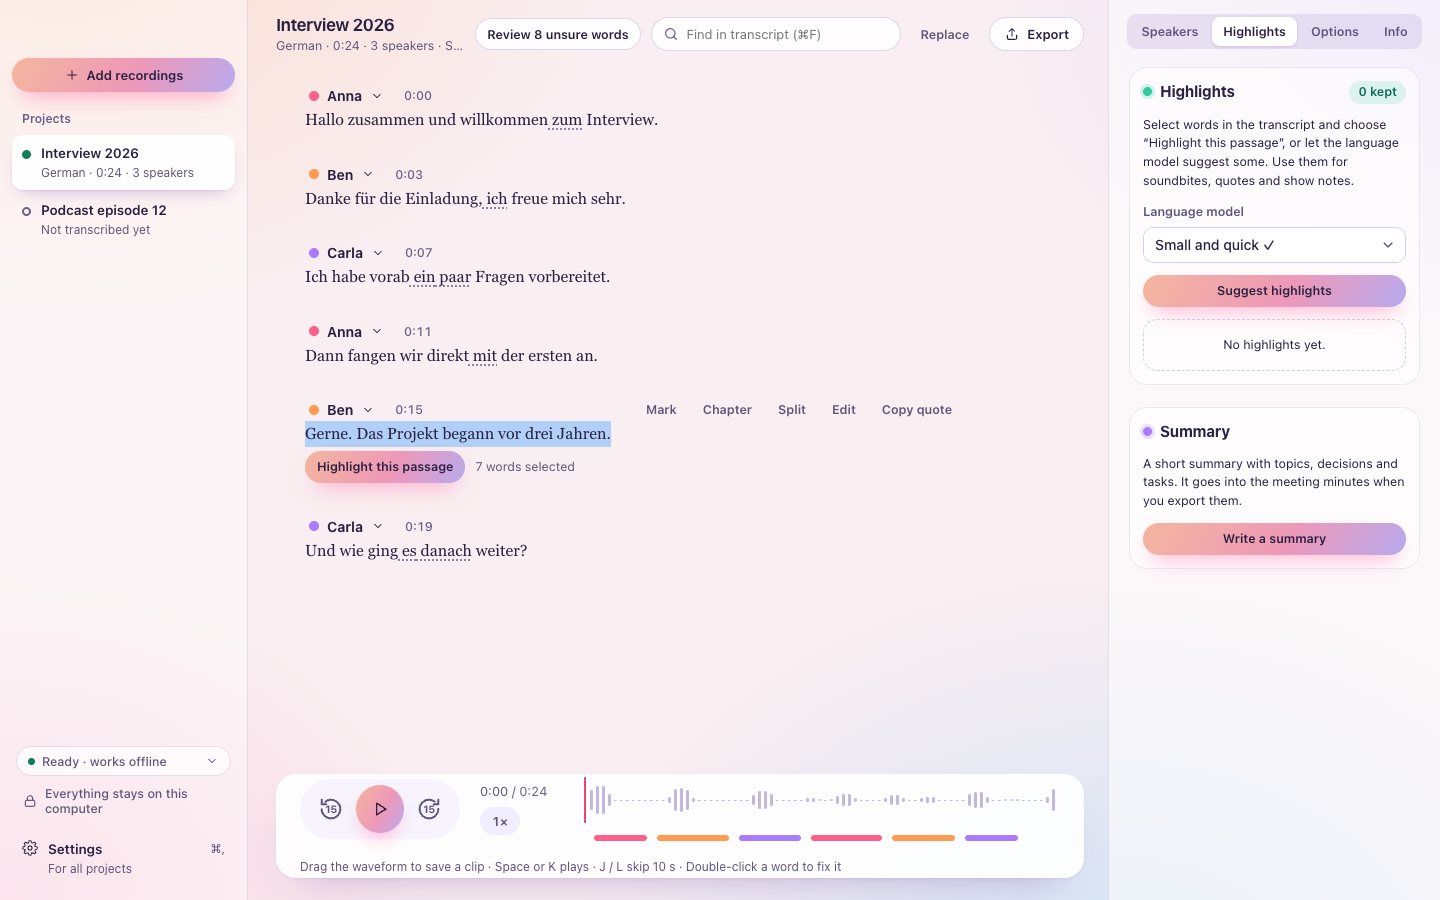 Add recordings
Projects
Interview 2026
German · 0:24 · 3 speakers
Podcast episode 12
Not transcribed yet
Ready · works offline
Everything stays on this
computer
Settings
⌘,
For all projects
Interview 2026
German · 0:24 · 3 speakers · S...
Review 8 unsure words
Find in transcript (⌘F)
Replace
Export
Anna 0:00
Hallo zusammen und willkommen zum Interview.
Ben 0:03
Danke für die Einladung, ich freue mich sehr.
Carla 0:07
Ich habe vorab ein paar Fragen vorbereitet.
Anna 0:11
Dann fangen wir direkt mit der ersten an.
Ben 0:15
Mark Chapter Split Edit Copy quote
Gerne. Das Projekt begann vor drei Jahren.
Highlight this passage 7 words selected
Carla 0:19
Und wie ging es danach weiter?
15 15
0:00 / 0:24
1×
Drag the waveform to save a clip · Space or K plays · J / L skip 10 s · Double-click a word to fix it
Speakers Highlights Options Info
Highlights
0 kept
Select words in the transcript and choose
“Highlight this passage”, or let the language
model suggest some. Use them for
soundbites, quotes and show notes.
Language model
Small and quick ✓
Suggest highlights
No highlights yet.
Summary
A short summary with topics, decisions and
tasks. It goes into the meeting minutes when
you export them.
Write a summary